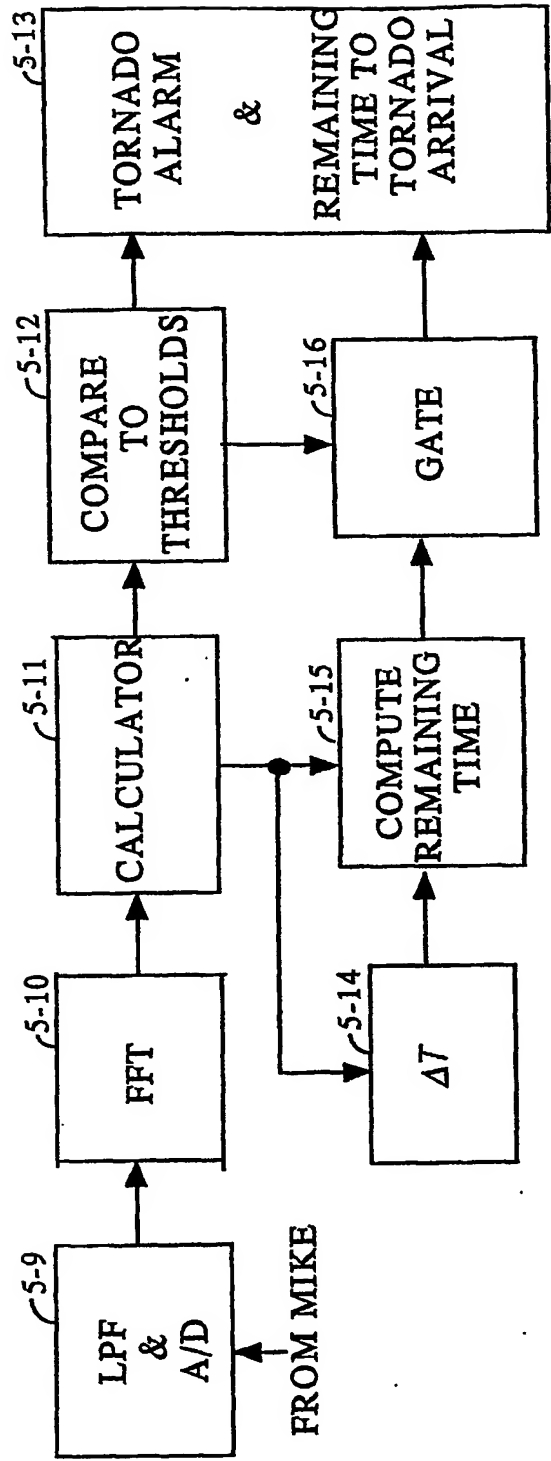 5-9
LPF
&
A/D
FROM MIKE
5-10
FFT
5-11
CALCULATOR
5-12
COMPARE
TO
THRESHOLDS
5-13
TORNADO
ALARM
&
REMAINING
TIME TO
TORNADO
ARRIVAL
5-14
ΔT
5-15
COMPUTE
REMAINING
TIME
5-16
GATE